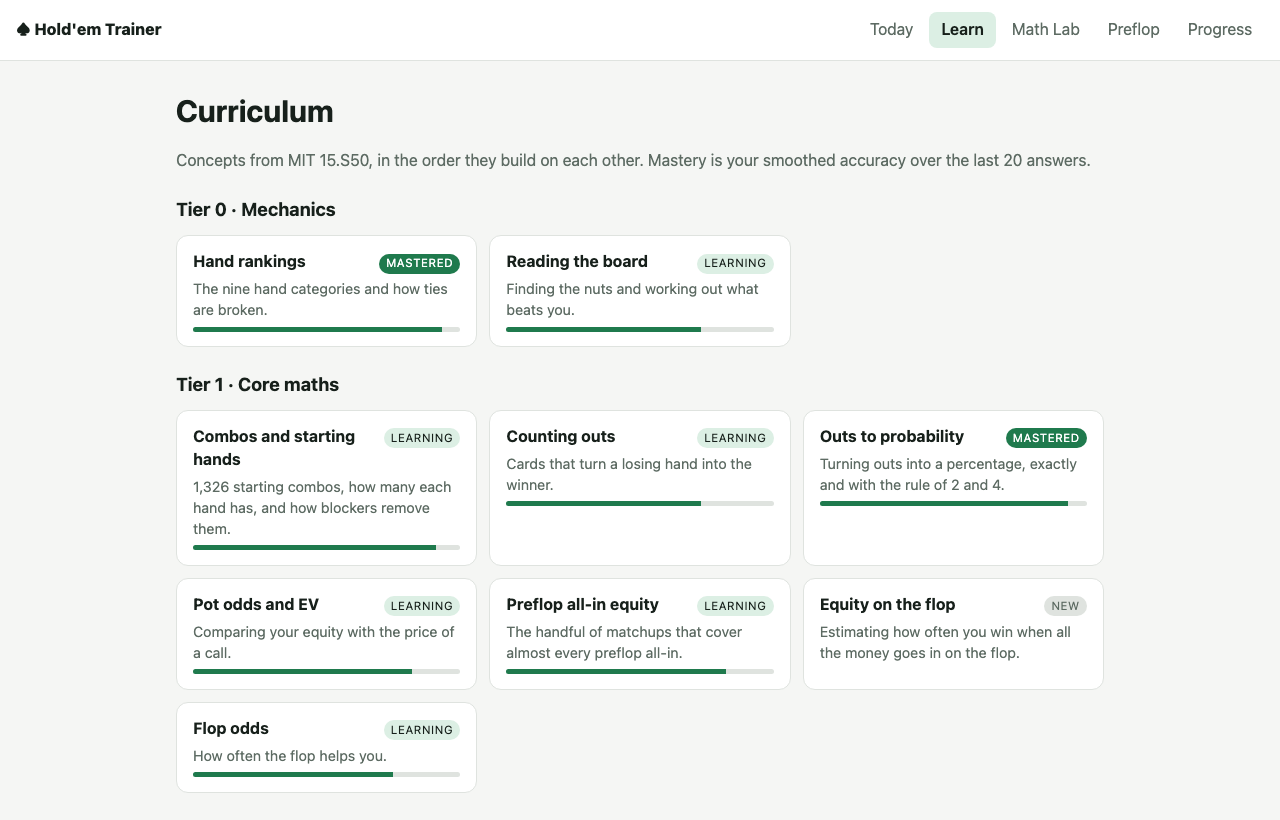 ♠ Hold'em Trainer
Today Learn Math Lab Preflop Progress
Curriculum
Concepts from MIT 15.S50, in the order they build on each other. Mastery is your smoothed accuracy over the last 20 answers.
Tier 0 · Mechanics
Hand rankings
MASTERED
The nine hand categories and how ties
are broken.
Reading the board
LEARNING
Finding the nuts and working out what
beats you.
Tier 1 · Core maths
Combos and starting
hands
LEARNING
1,326 starting combos, how many each
hand has, and how blockers remove
them.
Counting outs
LEARNING
Cards that turn a losing hand into the
winner.
Outs to probability
MASTERED
Turning outs into a percentage, exactly
and with the rule of 2 and 4.
Pot odds and EV
LEARNING
Comparing your equity with the price of
a call.
Preflop all-in equity
LEARNING
The handful of matchups that cover
almost every preflop all-in.
Equity on the flop
NEW
Estimating how often you win when all
the money goes in on the flop.
Flop odds
LEARNING
How often the flop helps you.